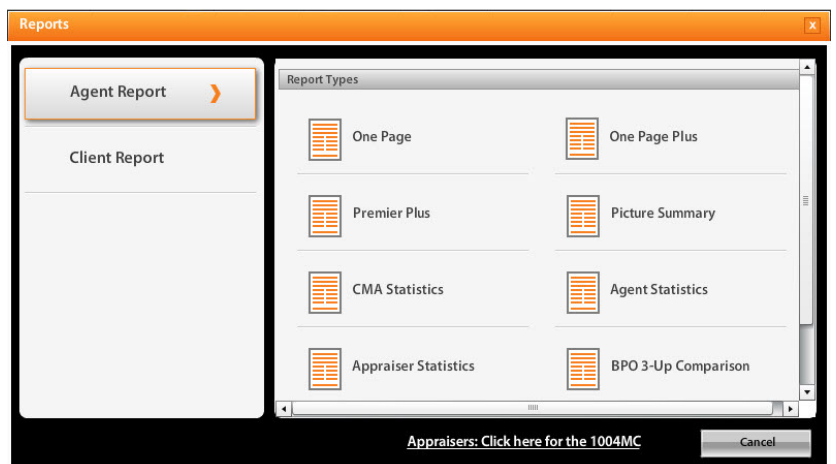 Reports
x
Agent Report
Client Report
Report Types
One Page
One Page Plus
Premier Plus
Picture Summary
CMA Statistics
Agent Statistics
Appraiser Statistics
BPO 3-Up Comparison
Appraisers: Click here for the 1004MC
Cancel